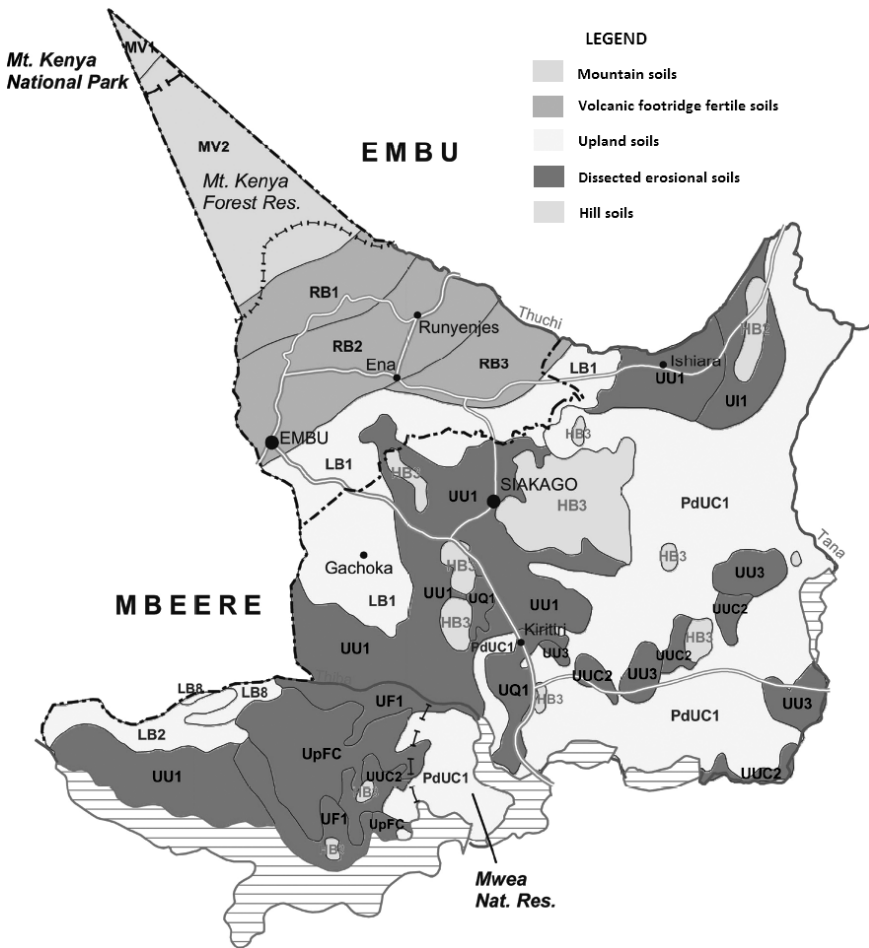 LEGEND
Mountain soils
Volcanic footridge fertile soils
Upland soils
Dissected erosional soils
Hill soils
MV1
Mt. Kenya
National Park
MV2
EMBU
Mt. Kenya
Forest Res.
RB1
Thuchi
Runyenjes
HB3
RB2
Ena
RB3
LB1
Ishiara
UU1
UI1
EMBU
HB3
LB1
HB3
UU1
SIAKAGO
HB3
PdUC1
Tana
Gachoka
HB3
HB3
UU3
LB1
UU1
UQ1
UU1
UUC2
MBEERE
HB3
Kiritiri
HB3
UU1
PdUC1
UU3
UUC2
Thiba
UQ1
UUC2
UU3
LB8
LB8
UF1
HB3
UU3
LB2
PdUC1
UpFC
UU1
UUC2
PdUC1
UUC2
HB3
UF1
UpFC
Mwea
Nat. Res.